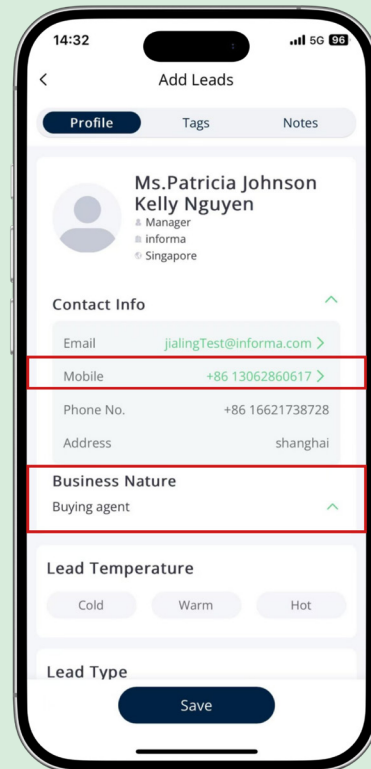 14:32
5G 96
Add Leads
Profile Tags Notes
Ms.Patricia Johnson
Kelly Nguyen
Manager
informa
Singapore
Contact Info
Email jialingTest@informa.com
Mobile +86 13062860617
Phone No. +86 16621738728
Address shanghai
Business Nature
Buying agent
Lead Temperature
Cold Warm Hot
Lead Type
Save